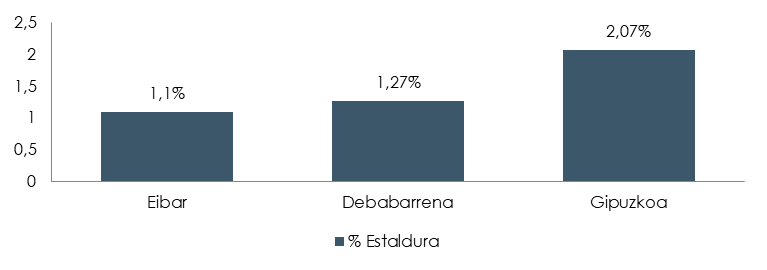 2,5
2
1,5
1
0,5
0
1,1%
1,27%
2,07%
Eibar
Debabarrena
Gipuzkoa
% Estaldura